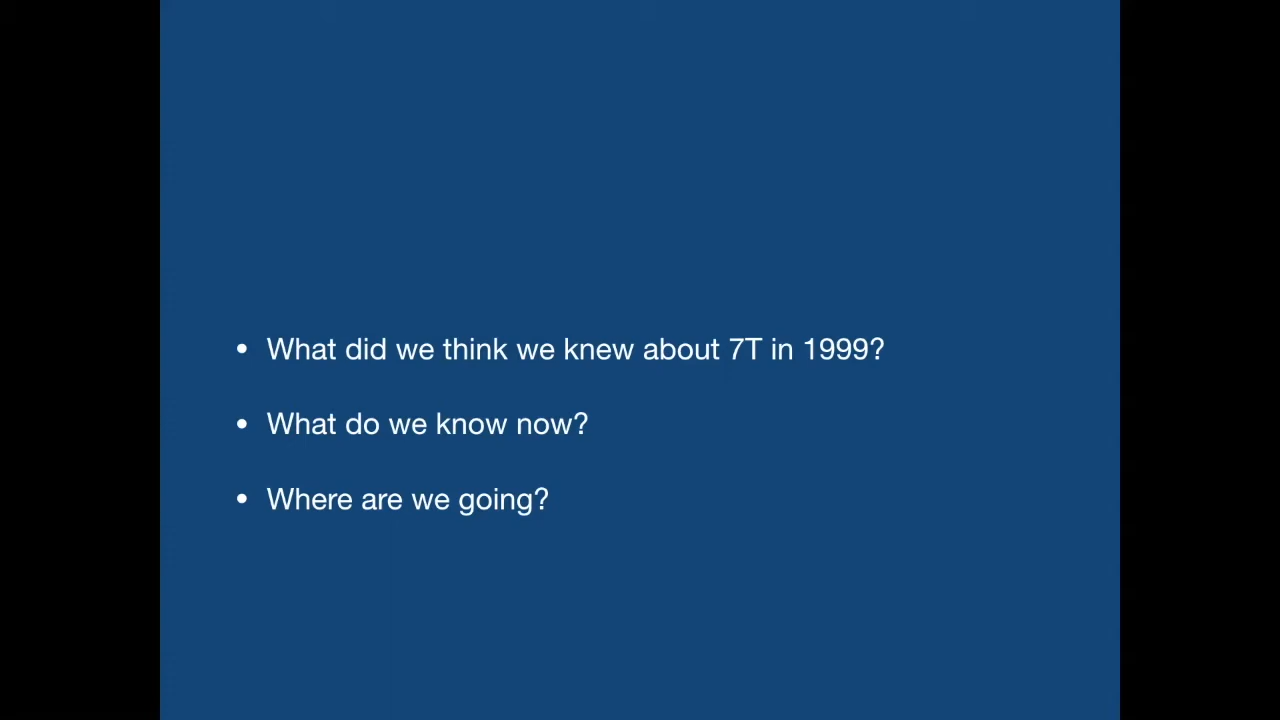 • What did we think we knew about 7T in 1999?
• What do we know now?
• Where are we going?